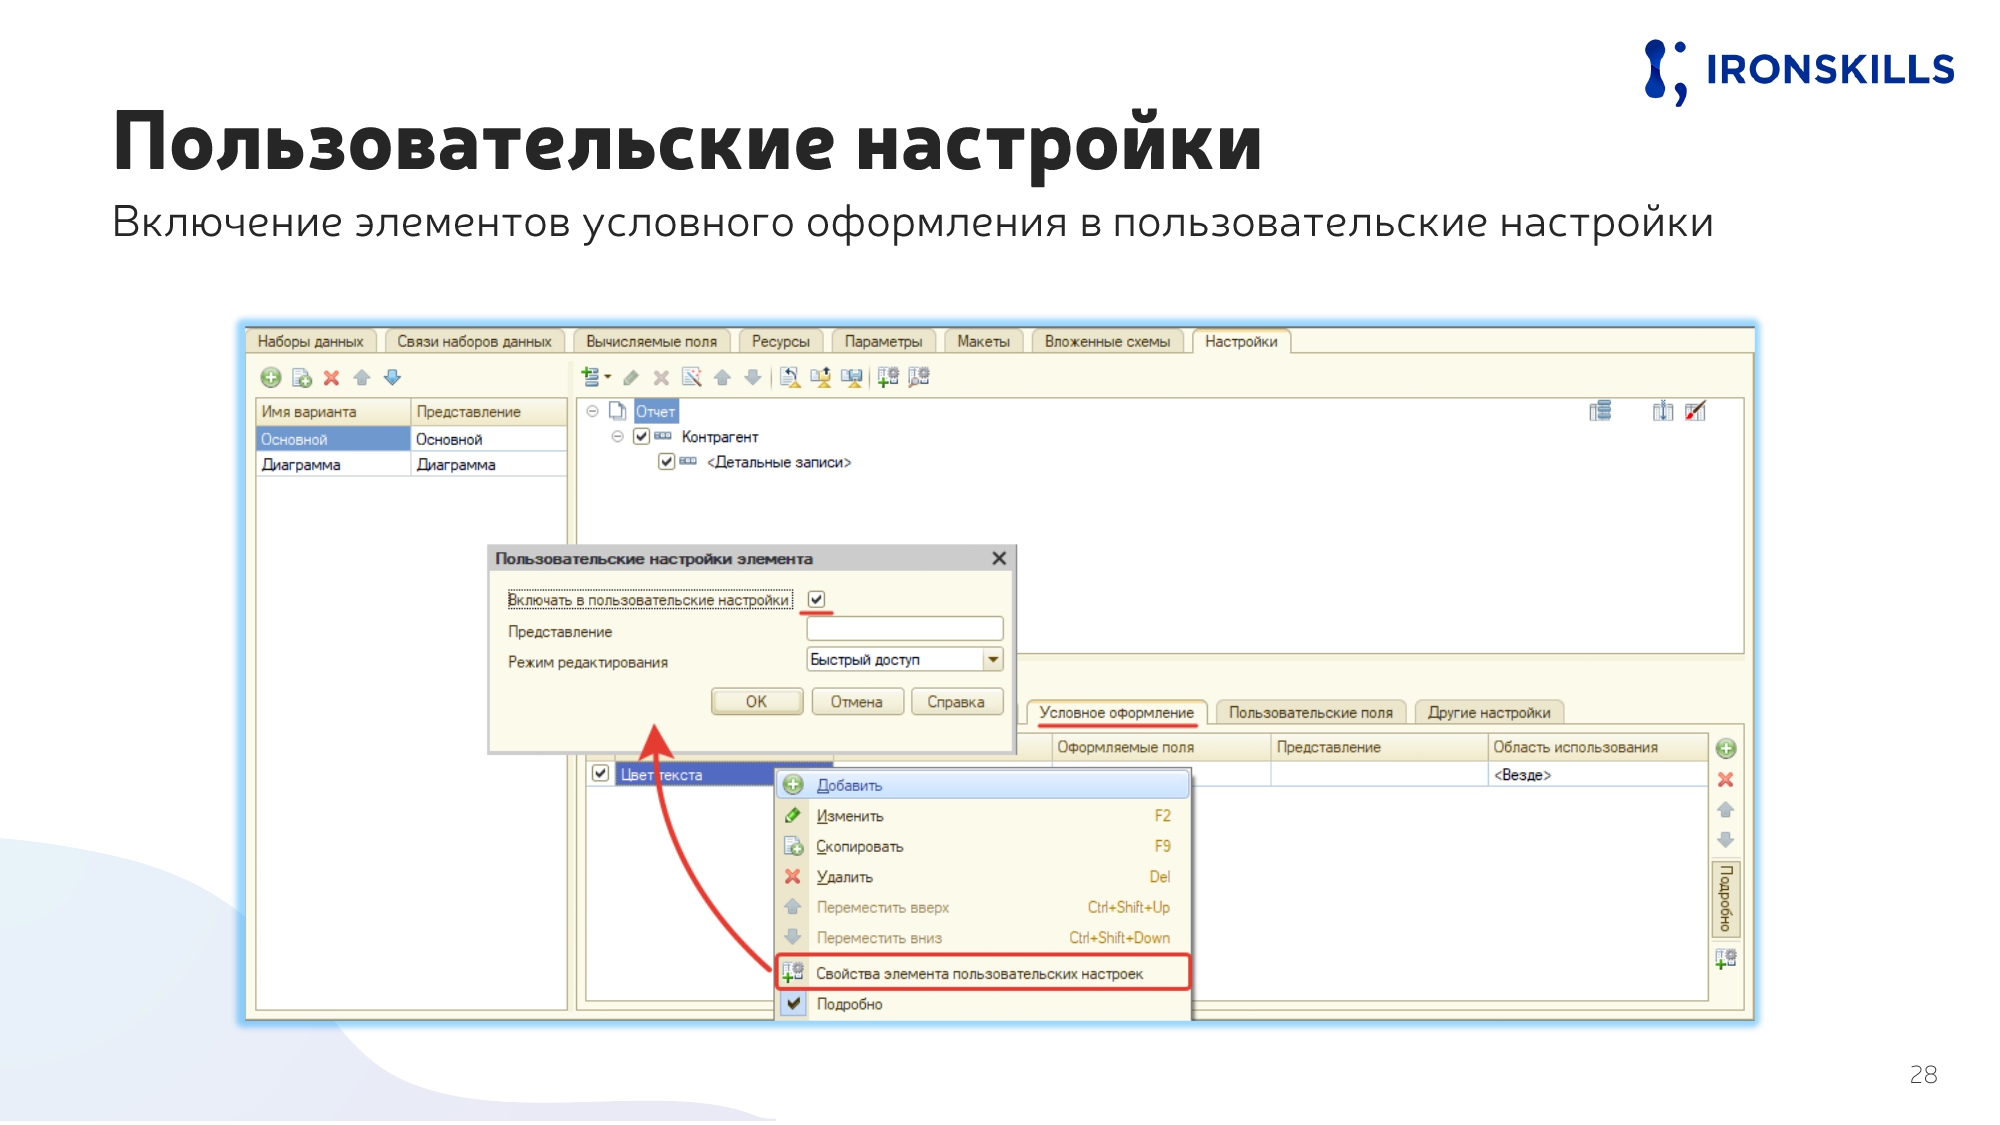 IRONSKILLS
Пользовательские настройки
Включение элементов условного оформления в пользовательские настройки
Наборы данных Связи наборов данных Вычисляемые поля Ресурсы Параметры Макеты Вложенные схемы Настройки
Имя варианта Представление
Основной Основной
Диаграмма Диаграмма
Отчет
Контрагент
<Детальные записи>
Пользовательские настройки элемента
Включать в пользовательские настройки
Представление
Режим редактирования Быстрый доступ
OK Отмена Справка
Условное оформление Пользовательские поля Другие настройки
Оформляемые поля Представление Область использования
Цвет текста <Везде>
Добавить
Изменить F2
Скопировать F9
Удалить Del
Переместить вверх Ctrl+Shift+Up
Переместить вниз Ctrl+Shift+Down
Свойства элемента пользовательских настроек
Подробно
Подробно
28